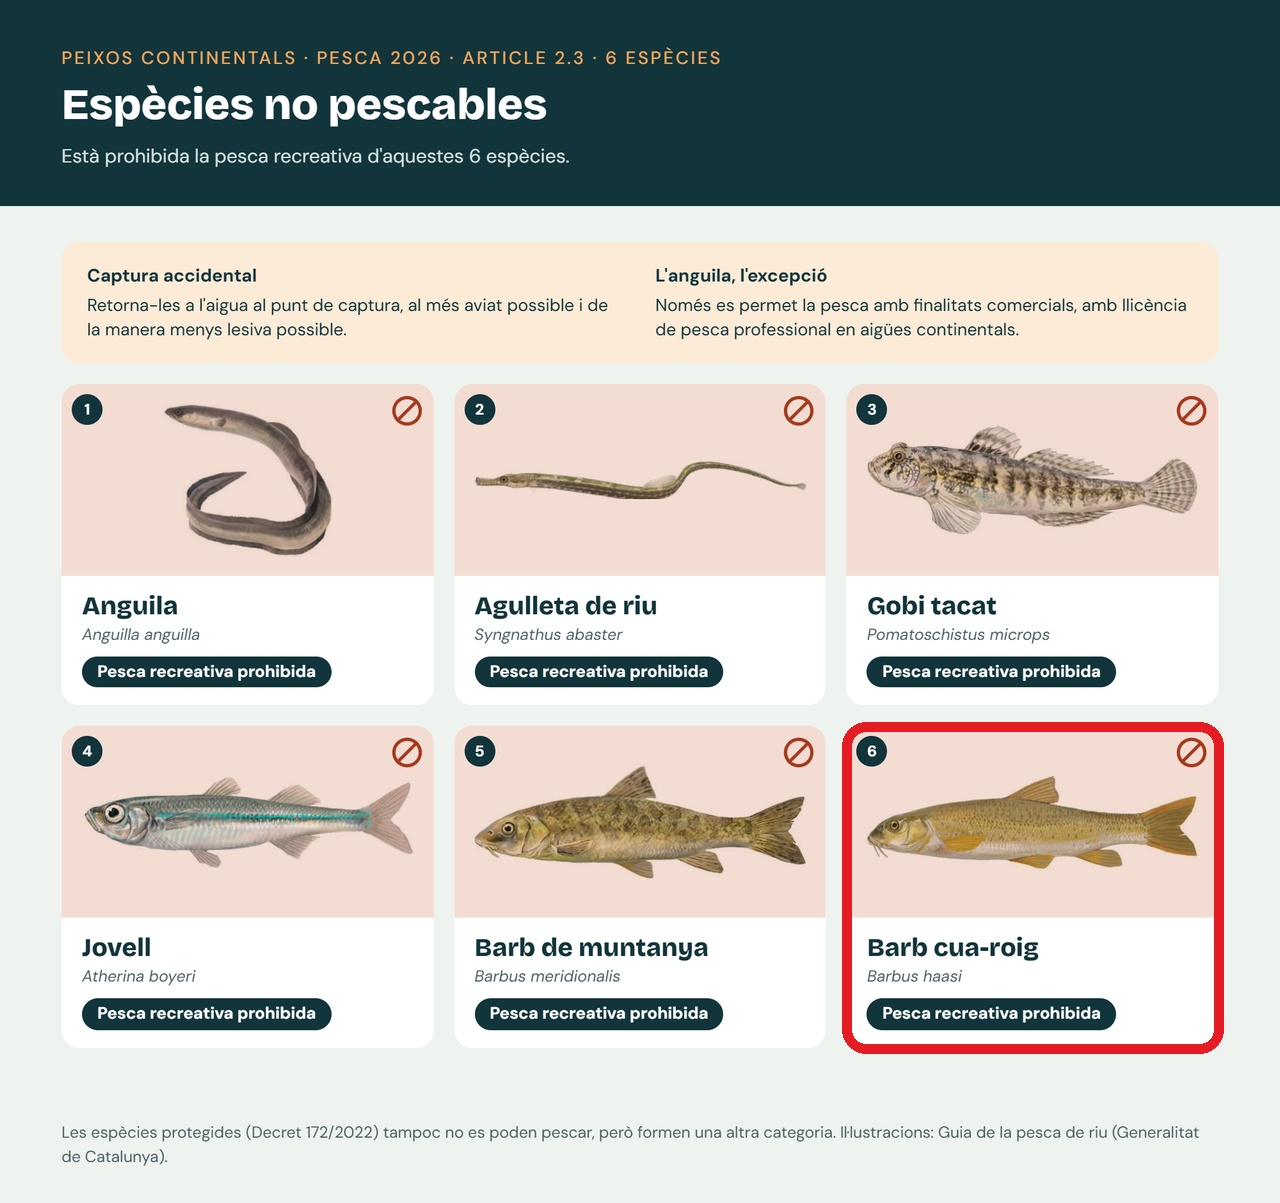 PEIXOS CONTINENTALS · PESCA 2026 · ARTICLE 2.3 · 6 ESPÈCIES
Espècies no pescables
Està prohibida la pesca recreativa d'aquestes 6 espècies.
Captura accidental
Retorna-les a l'aigua al punt de captura, al més aviat possible i de
la manera menys lesiva possible.
L'anguila, l'excepció
Només es permet la pesca amb finalitats comercials, amb llicència
de pesca professional en aigües continentals.
1
Anguila
Anguilla anguilla
Pesca recreativa prohibida
2
Agulleta de riu
Syngnathus abaster
Pesca recreativa prohibida
3
Gobi tacat
Pomatoschistus microps
Pesca recreativa prohibida
4
Jovell
Atherina boyeri
Pesca recreativa prohibida
5
Barb de muntanya
Barbus meridionalis
Pesca recreativa prohibida
6
Barb cua-roig
Barbus haasi
Pesca recreativa prohibida
Les espècies protegides (Decret 172/2022) tampoc no es poden pescar, però formen una altra categoria. Il·lustracions: Guia de la pesca de riu (Generalitat
de Catalunya).